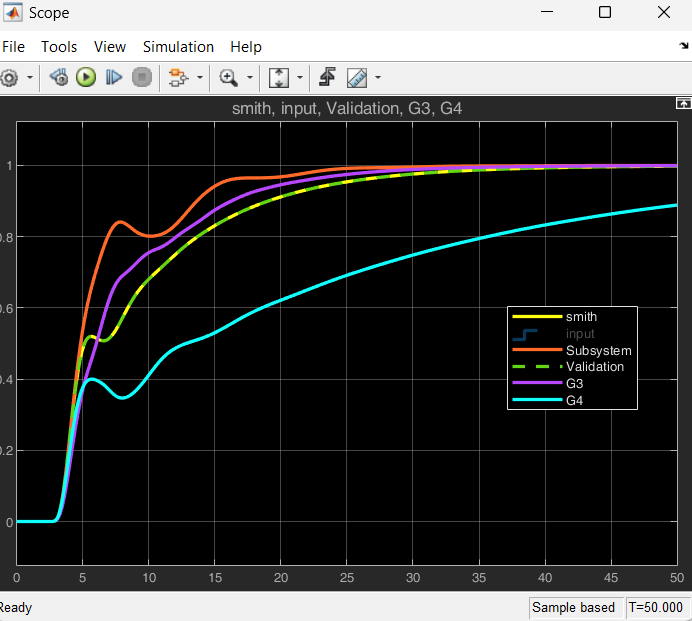 Scope
File Tools View Simulation Help
smith, input, Validation, G3, G4
1
0.8
0.6
0.4
0.2
0
smith
input
Subsystem
Validation
G3
G4
0 5 10 15 20 25 30 35 40 45 50
Ready Sample based T=50.000